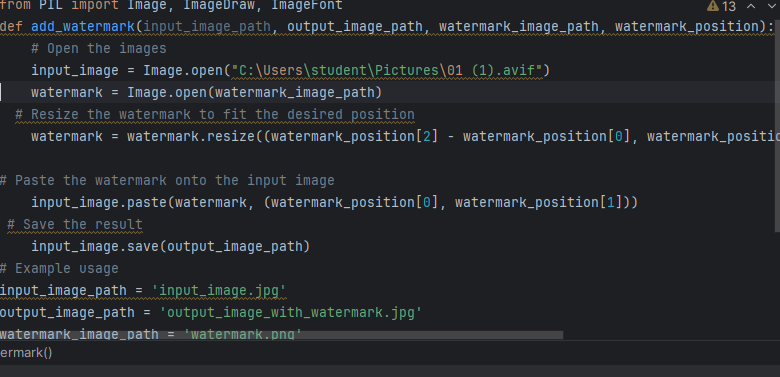 from PIL import Image, ImageDraw, ImageFont
13
def add_watermark(input_image_path, output_image_path, watermark_image_path, watermark_position):
# Open the images
input_image = Image.open("C:\Users\student\Pictures\01 (1).avif")
watermark = Image.open(watermark_image_path)
# Resize the watermark to fit the desired position
watermark = watermark.resize((watermark_position[2] - watermark_position[0], watermark_positio
# Paste the watermark onto the input image
input_image.paste(watermark, (watermark_position[0], watermark_position[1]))
# Save the result
input_image.save(output_image_path)
# Example usage
input_image_path = 'input_image.jpg'
output_image_path = 'output_image_with_watermark.jpg'
watermark_image_path = 'watermark.png'
ermark()